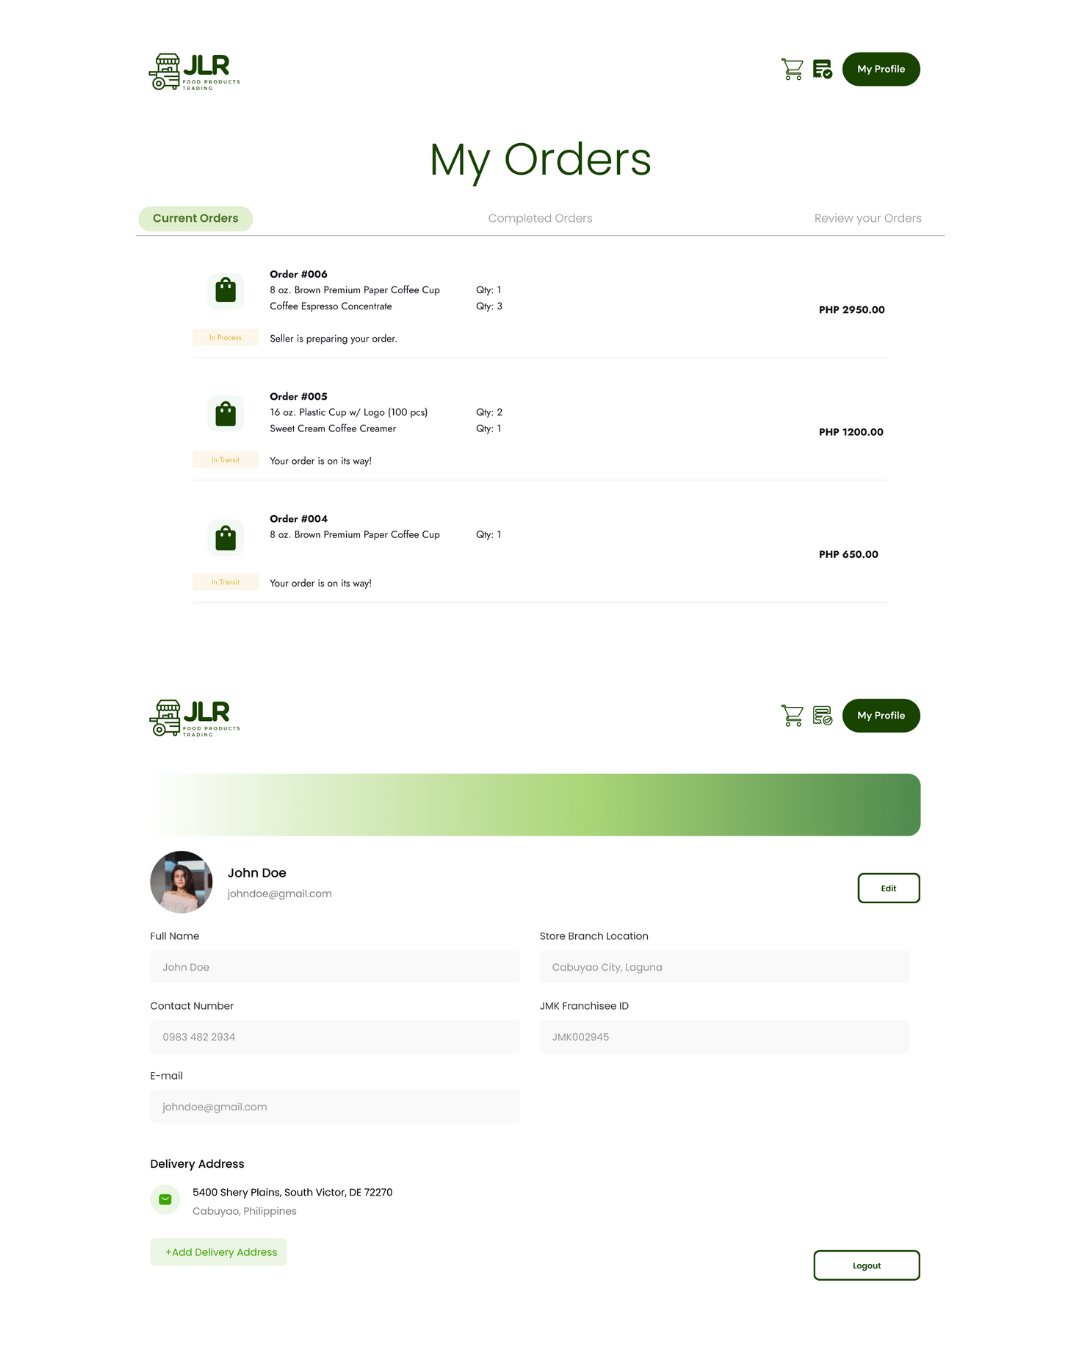 JLR
FOOD PRODUCTS
TRADING
My Profile
My Orders
Current Orders
Completed Orders
Review your Orders
Order #006
8 oz. Brown Premium Paper Coffee Cup
Qty: 1
Coffee Espresso Concentrate
Qty: 3
PHP 2950.00
In Process
Seller is preparing your order.
Order #005
16 oz. Plastic Cup w/ Logo (100 pcs)
Qty: 2
Sweet Cream Coffee Creamer
Qty: 1
PHP 1200.00
In Transit
Your order is on its way!
Order #004
8 oz. Brown Premium Paper Coffee Cup
Qty: 1
PHP 650.00
In Transit
Your order is on its way!
JLR
FOOD PRODUCTS
TRADING
My Profile
John Doe
johndoe@gmail.com
Edit
Full Name
Store Branch Location
John Doe
Cabuyao City, Laguna
Contact Number
JMK Franchisee ID
0983 482 2934
JMK002945
E-mail
johndoe@gmail.com
Delivery Address
5400 Shery Plains, South Victor, DE 72270
Cabuyao, Philippines
+Add Delivery Address
Logout